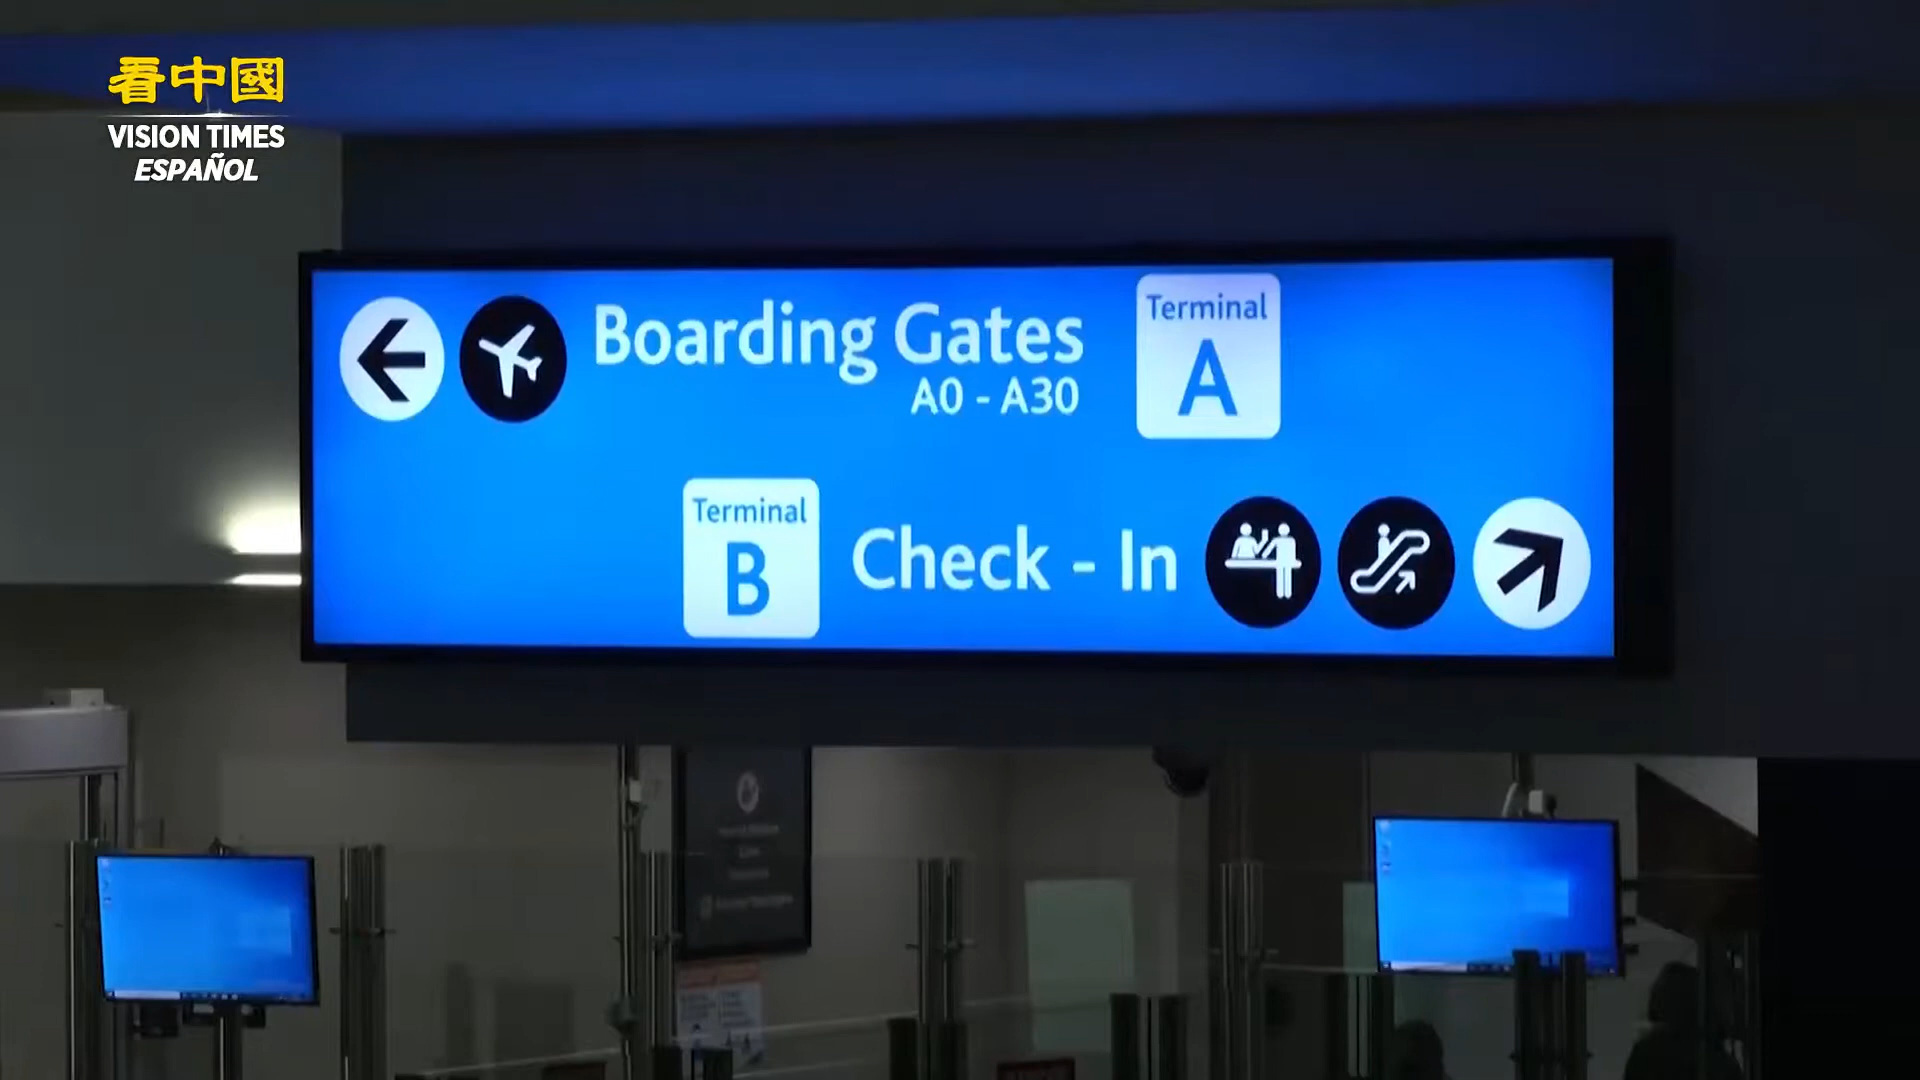 看中國
VISION TIMES
ESPAÑOL
Boarding Gates
A0 - A30
Terminal
A
Terminal
B
Check - In